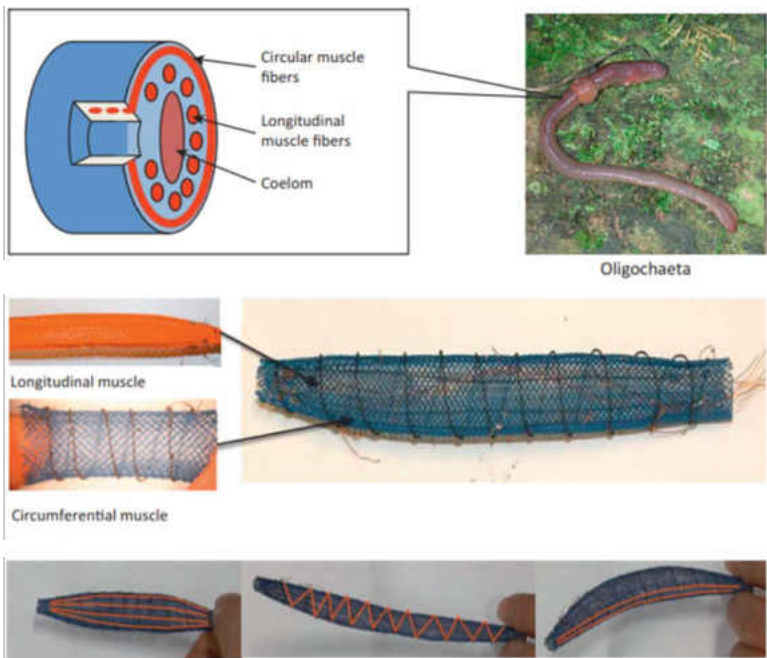 Circular muscle
fibers
Longitudinal
muscle fibers
Coelom
Oligochaeta
Longitudinal muscle
Circumferential muscle